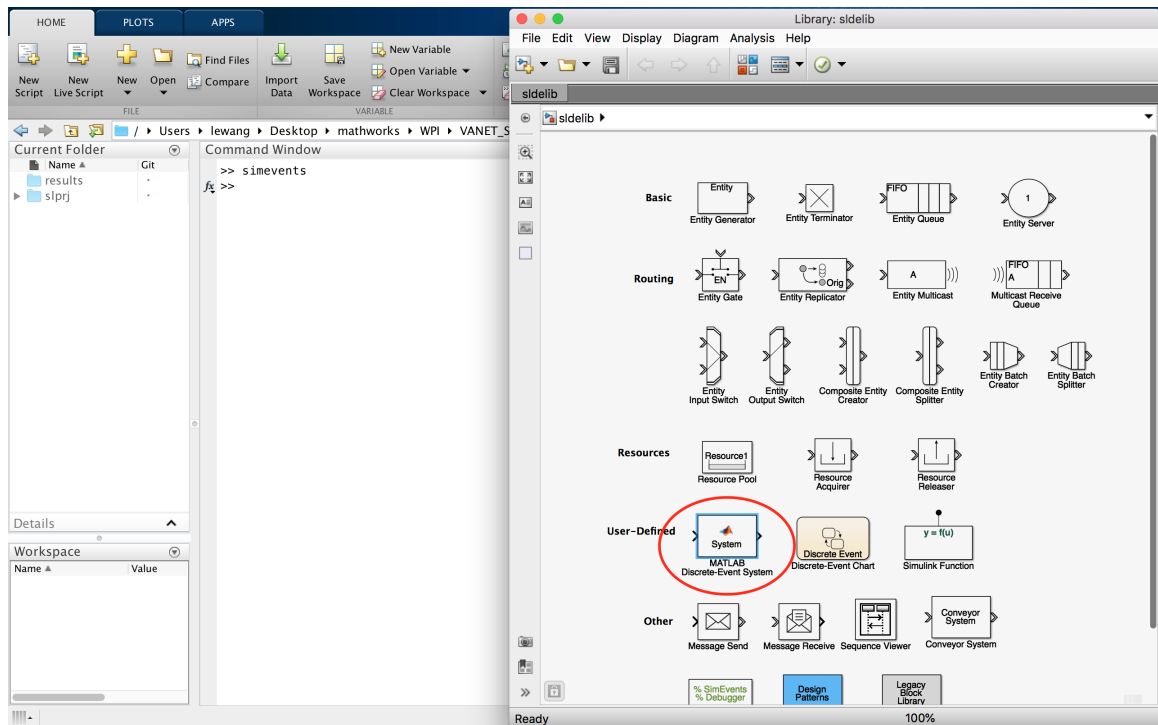 HOME PLOTS APPS
New Script
New Live Script
New
Open
Find Files
Compare
Import Data
Save Workspace
New Variable
Open Variable
Clear Workspace
FILE
VARIABLE
/ Users lewang Desktop mathworks WPI VANET_S
Current Folder
Name Git
results
slprj
Details
Workspace
Name Value
Command Window
>> simevents
fx >>
Library: sldelib
File Edit View Display Diagram Analysis Help
sldelib
sldelib
Basic
Entity
Entity Generator
Entity Terminator
FIFO
Entity Queue
1
Entity Server
Routing
EN
Entity Gate
Orig
Entity Replicator
A
Entity Multicast
FIFO
A
Multicast Receive
Queue
Entity
Input Switch
Entity
Output Switch
Composite Entity
Creator
Composite Entity
Splitter
Entity Batch
Creator
Entity Batch
Splitter
Resources
Resource1
Resource Pool
Resource
Acquirer
Resource
Releaser
User-Defined
System
MATLAB
Discrete-Event System
Discrete Event
Discrete-Event Chart
y = f(u)
Simulink Function
Other
Message Send
Message Receive
Sequence Viewer
Conveyor
System
Conveyor System
% SimEvents
% Debugger
Design
Patterns
Legacy
Block
Library
Ready
100%